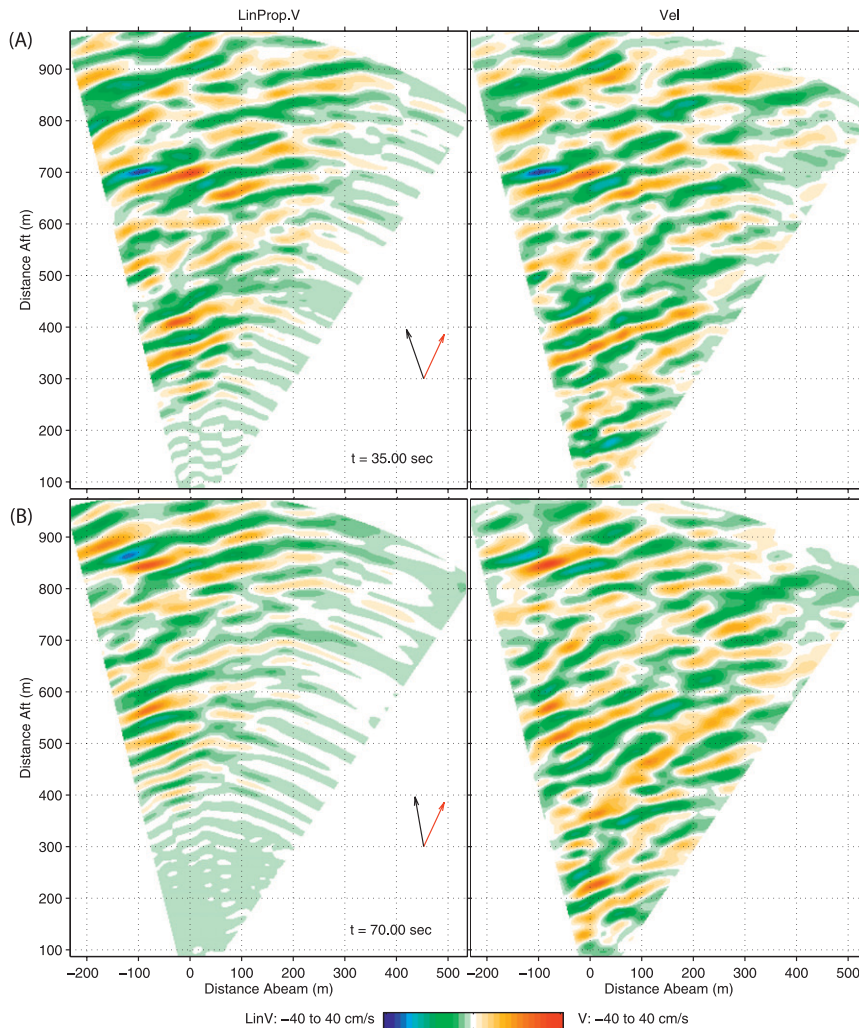 LinProp.V
Vel
(A)
900
800
700
600
500
400
300
200
100
Distance Aft (m)
t = 35.00 sec
(B)
900
800
700
600
500
400
300
200
100
Distance Aft (m)
t = 70.00 sec
−200 −100 0 100 200 300 400 500
−200 −100 0 100 200 300 400 500
Distance Abeam (m)
Distance Abeam (m)
LinV: −40 to 40 cm/s
V: −40 to 40 cm/s